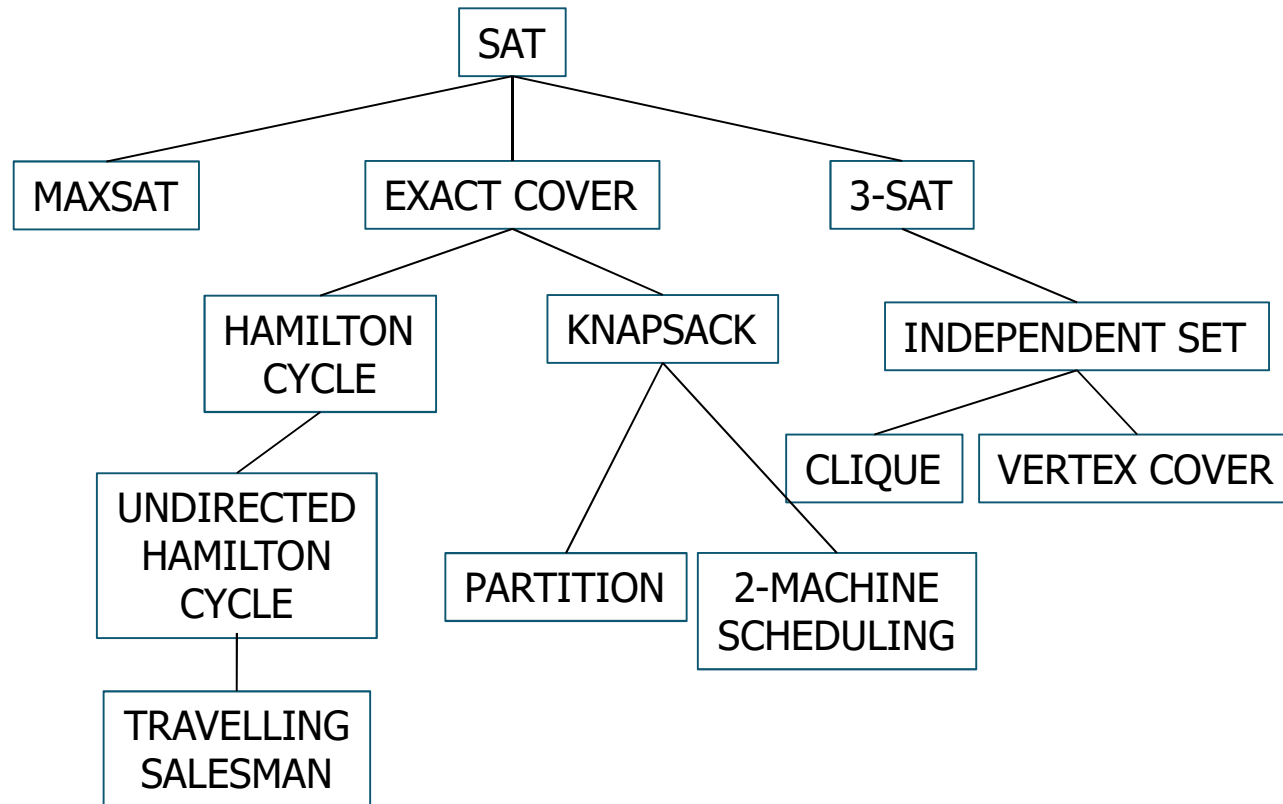 SAT
MAXSAT
EXACT COVER
3-SAT
HAMILTON
CYCLE
KNAPSACK
INDEPENDENT SET
CLIQUE
VERTEX COVER
UNDIRECTED
HAMILTON
CYCLE
PARTITION
2-MACHINE
SCHEDULING
TRAVELLING
SALESMAN